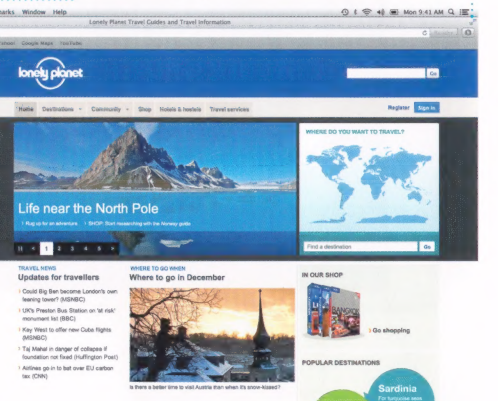 arks Window Help
Mon 9:41 AM
Lonely Planet Travel Guides and Travel Information
Google Maps YouTube
lonely planet
Go
Home Destinations Community Shop Hotels & hostels Travel services
Register Sign in
WHERE DO YOU WANT TO TRAVEL?
Life near the North Pole
Rug up for an adventure SHOP: Start researching with the Norway guide
1 2 3 4 5
Find a destination Go
TRAVEL NEWS
Updates for travellers
Could Big Ben become London's own
leaning tower? (MSNBC)
UK's Preston Bus Station on 'at risk'
monument list (BBC)
Key West to offer new Cuba flights
(MSNBC)
Taj Mahal in danger of collapse if
foundation not fixed (Huffington Post)
Airlines go in to bat over EU carbon
tax (CNN)
WHERE TO GO WHEN
Where to go in December
Is there a better time to visit Austria than when it's snow-kissed?
IN OUR SHOP
BANGKOK
Go shopping
POPULAR DESTINATIONS
Sardinia
For turquoise seas